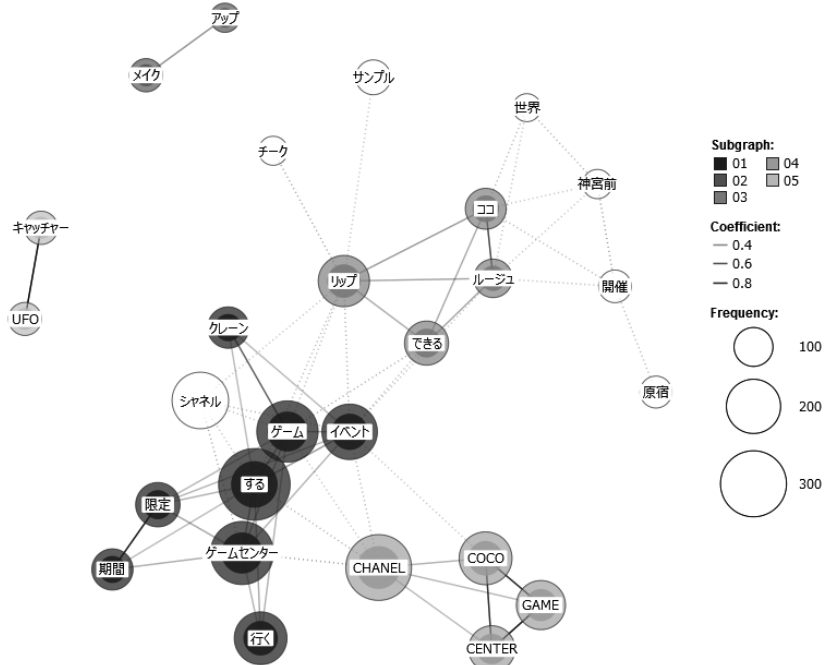 アップ
メイク
サンプル
世界
チーク
神宮前
ココ
キャッチャー
リップ
ルージュ
開催
UFO
クレーン
できる
シャネル
原宿
ゲーム
イベント
する
限定
ゲームセンター
期間
CHANEL
COCO
GAME
行く
CENTER
Subgraph:
01 04
02 05
03
Coefficient:
0.4
0.6
0.8
Frequency:
100
200
300